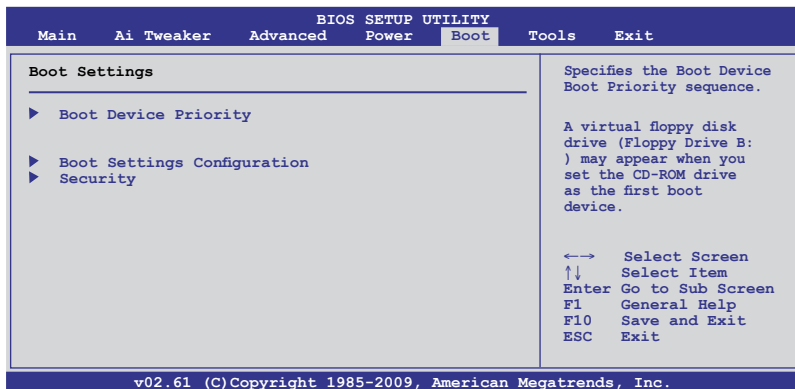 BIOS SETUP UTILITY
Main Ai Tweaker Advanced Power Boot Tools Exit
Boot Settings
▶ Boot Device Priority
▶ Boot Settings Configuration
▶ Security
Specifies the Boot Device
Boot Priority sequence.
A virtual floppy disk
drive (Floppy Drive B:
) may appear when you
set the CD-ROM drive
as the first boot
device.
←→ Select Screen
↑↓ Select Item
Enter Go to Sub Screen
F1 General Help
F10 Save and Exit
ESC Exit
v02.61 (C)Copyright 1985-2009, American Megatrends, Inc.